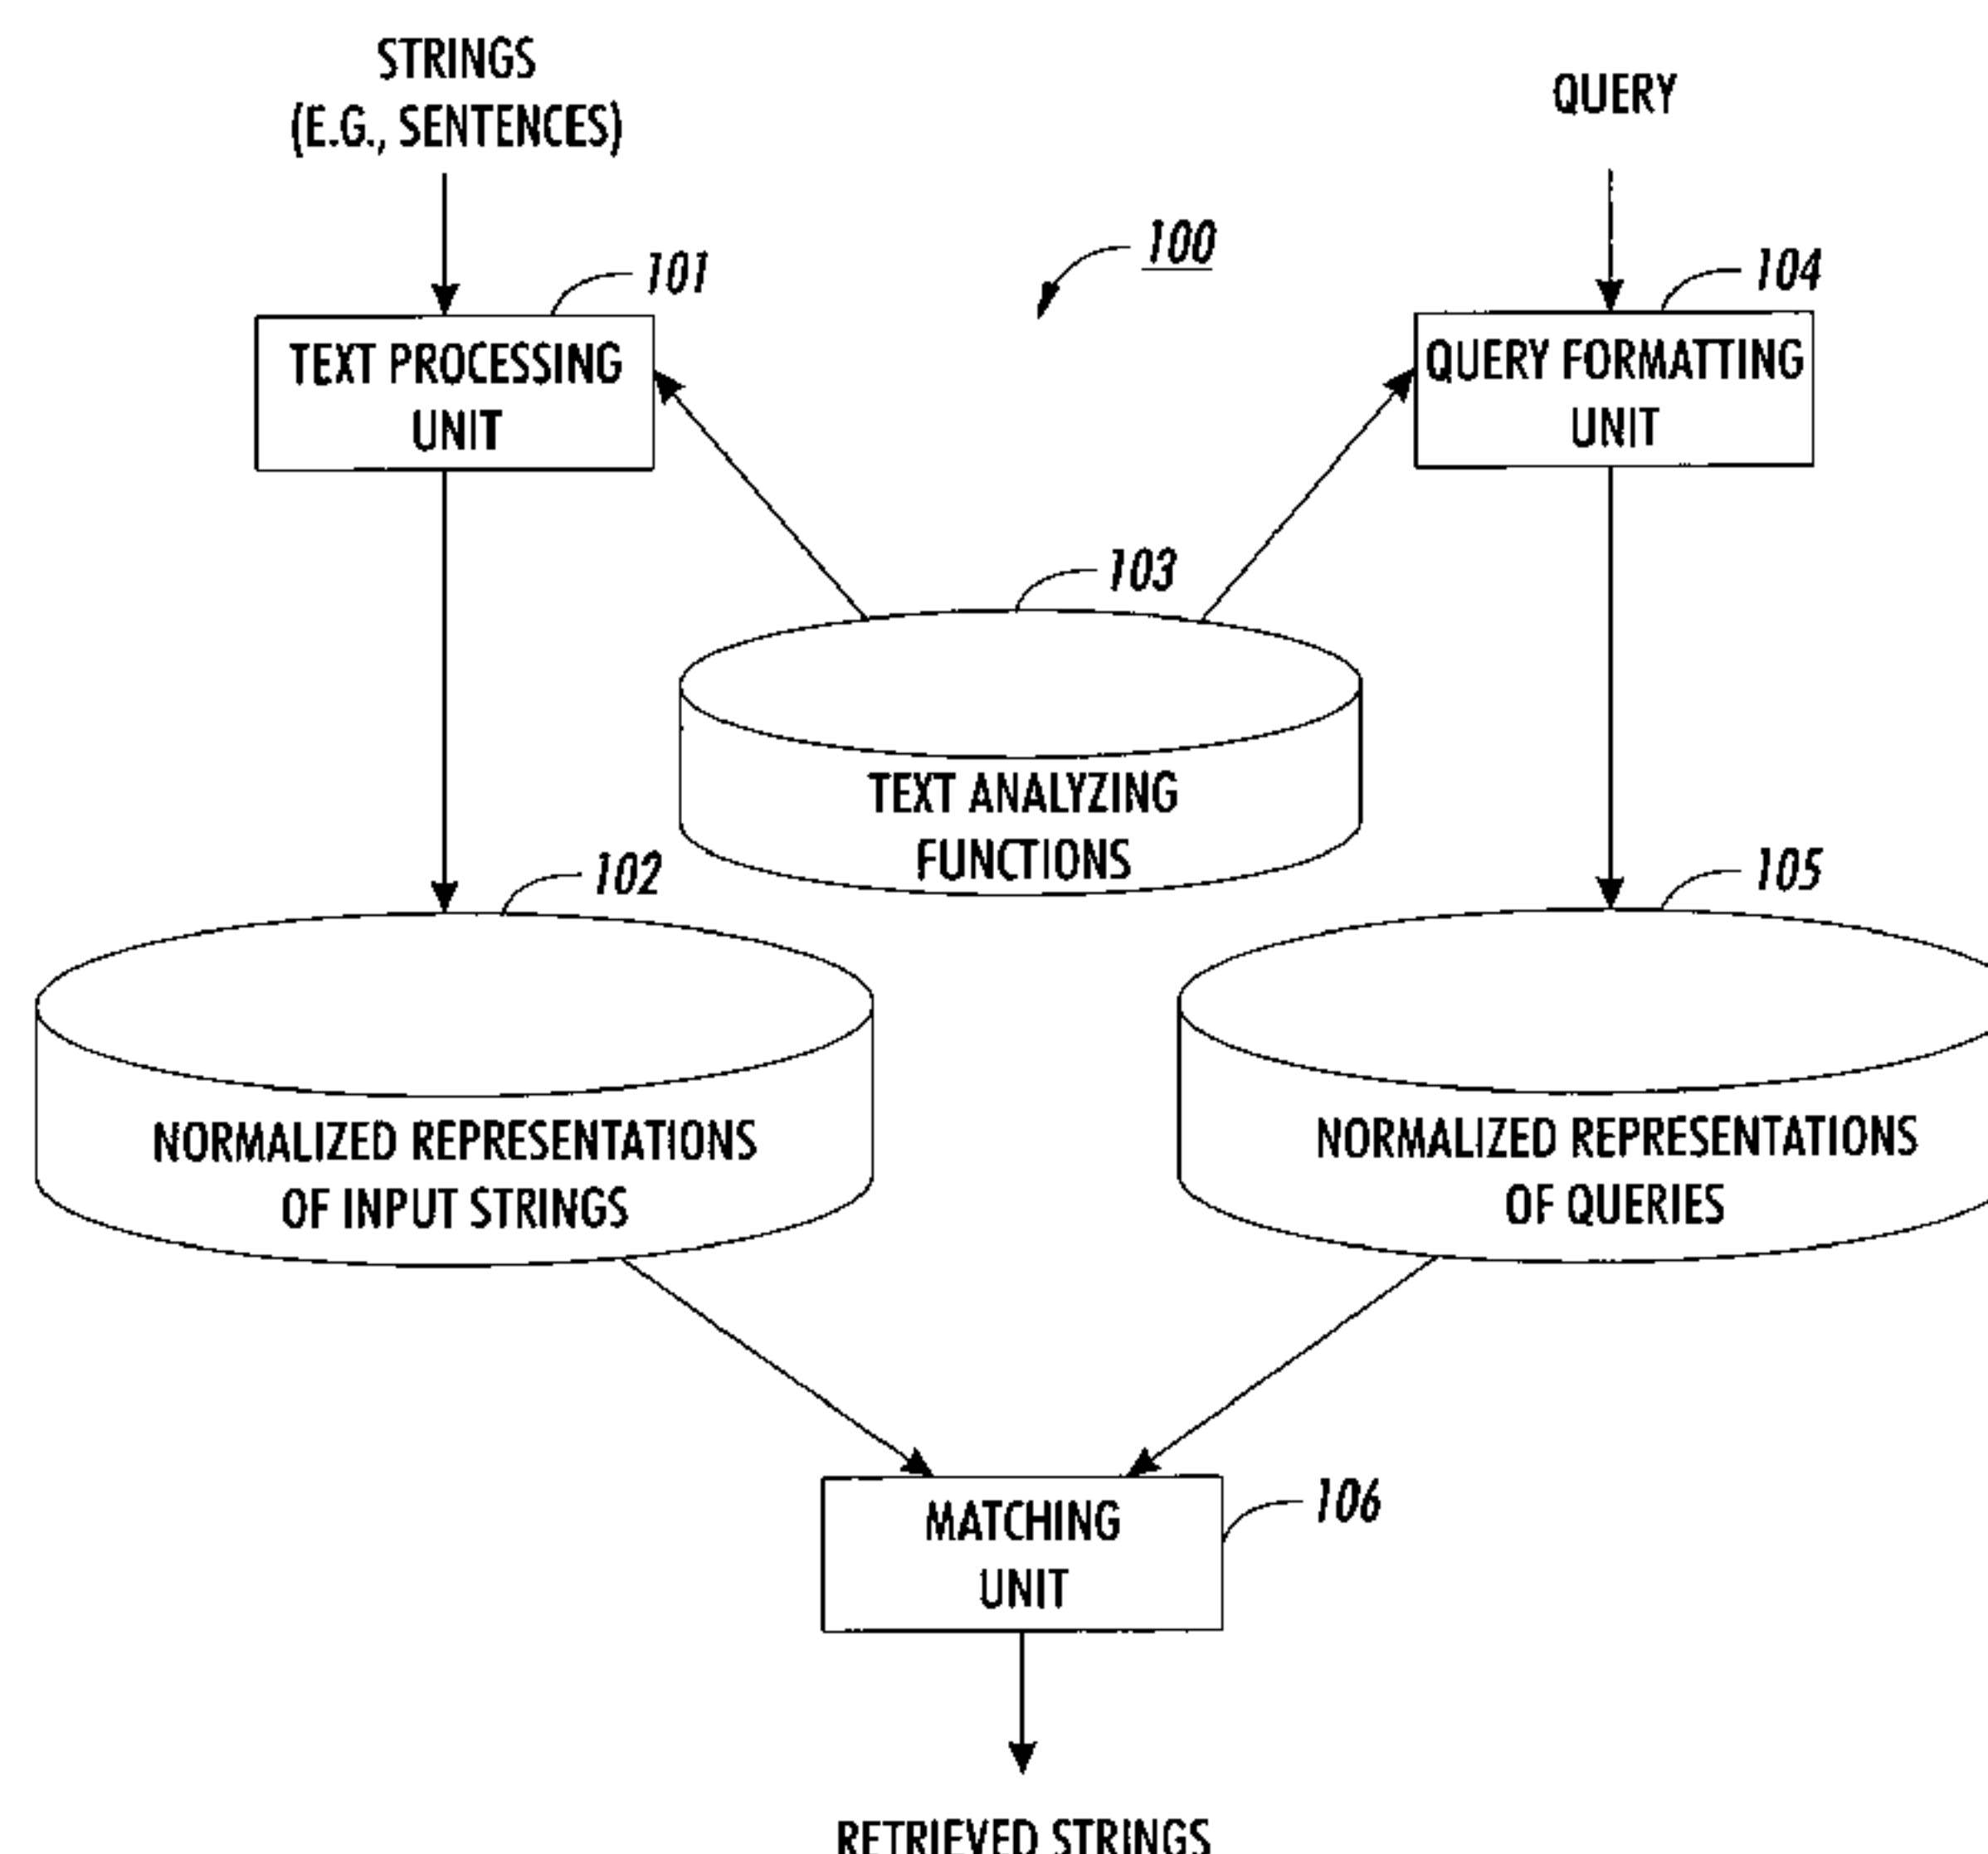 STRINGS
(E.G., SENTENCES)
QUERY
100
101
104
TEXT PROCESSING
UNIT
QUERY FORMATTING
UNIT
103
TEXT ANALYZING
FUNCTIONS
102
105
NORMALIZED REPRESENTATIONS
OF INPUT STRINGS
NORMALIZED REPRESENTATIONS
OF QUERIES
MATCHING
UNIT
106
RETRIEVED STRINGS